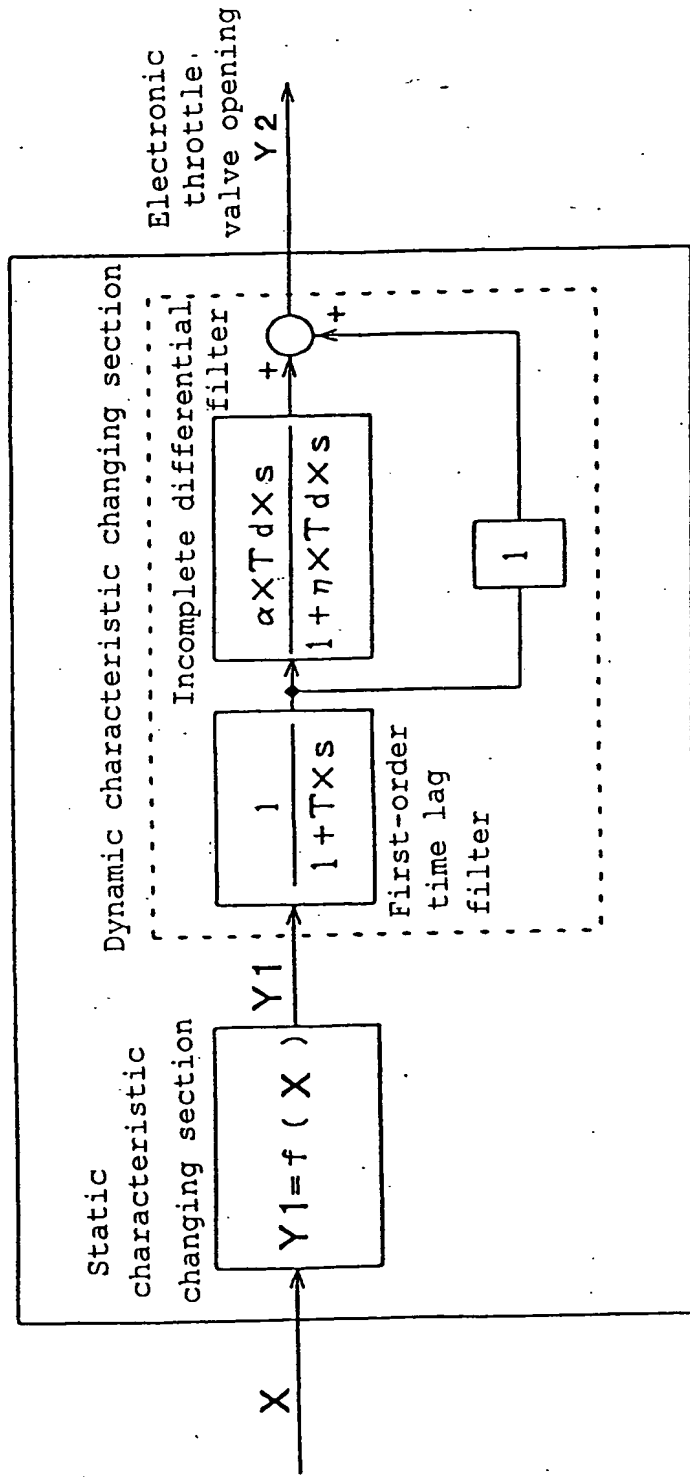 X
Static
characteristic
changing section
Y1=f(X)
Y1
Dynamic characteristic changing section
1
1+T×s
First-order
time lag
filter
Incomplete differential
filter
α×Td×s
1+η×Td×s
1
+
+
Electronic
throttle
valve opening
Y2